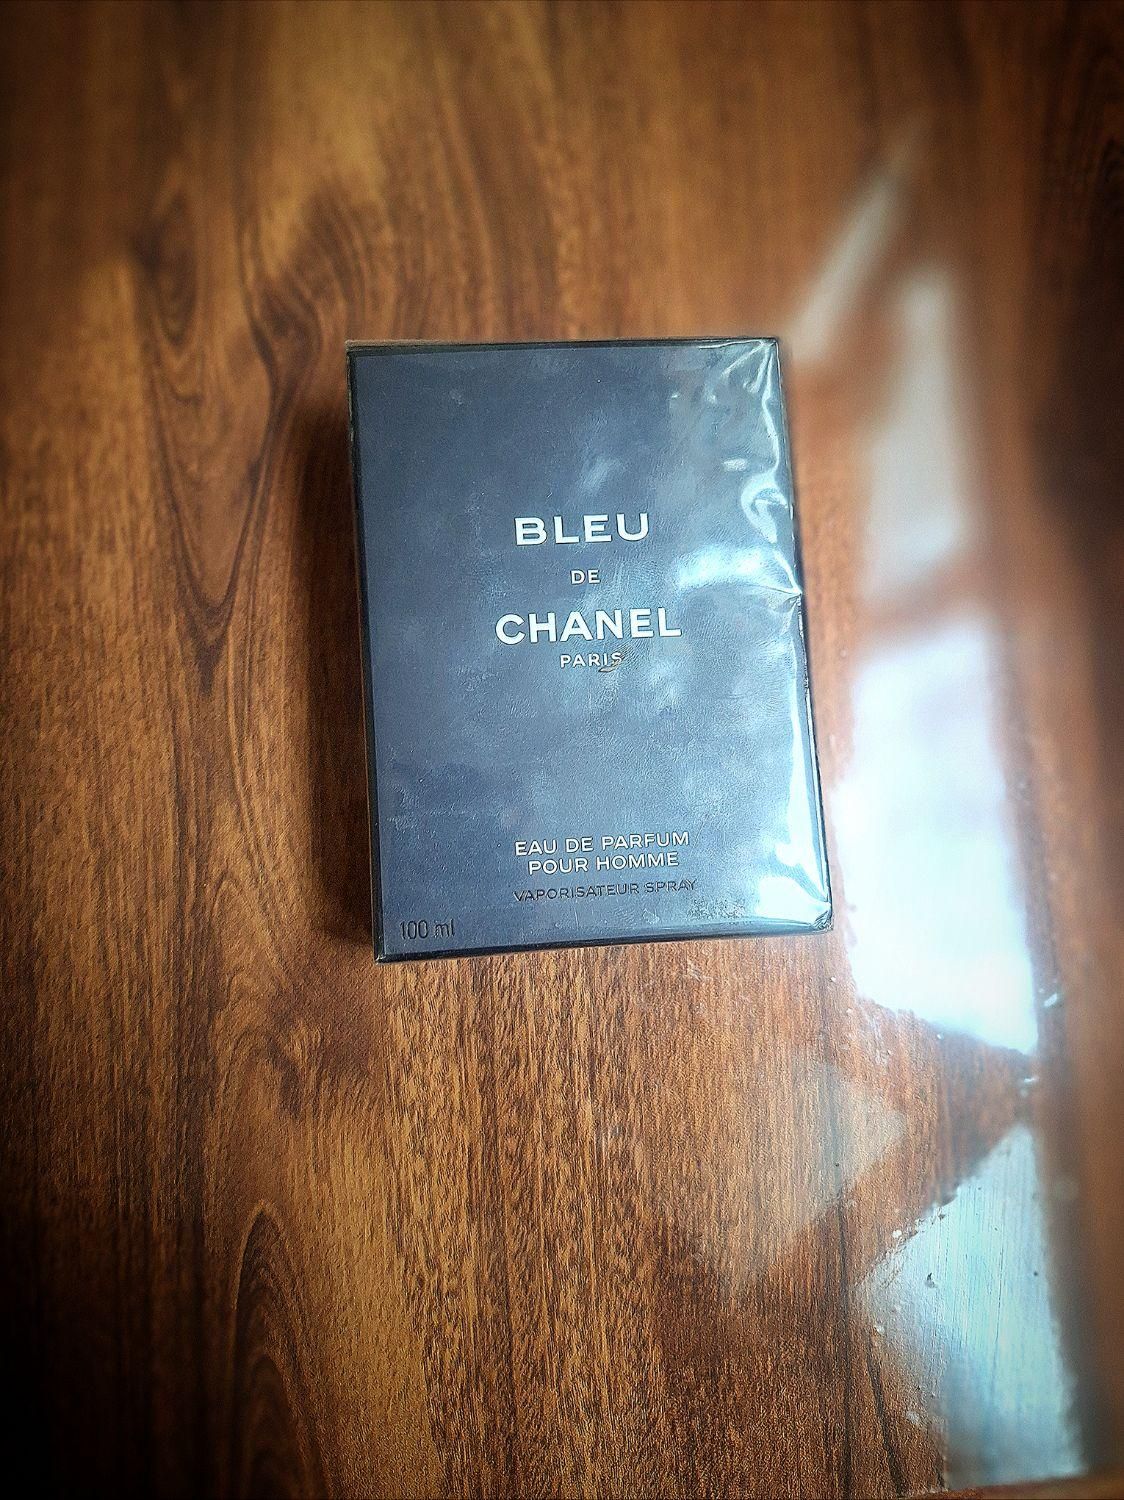 BLEU
DE
CHANEL
PARIS
EAU DE PARFUM
POUR HOMME
VAPORISATEUR SPRAY
100 ml